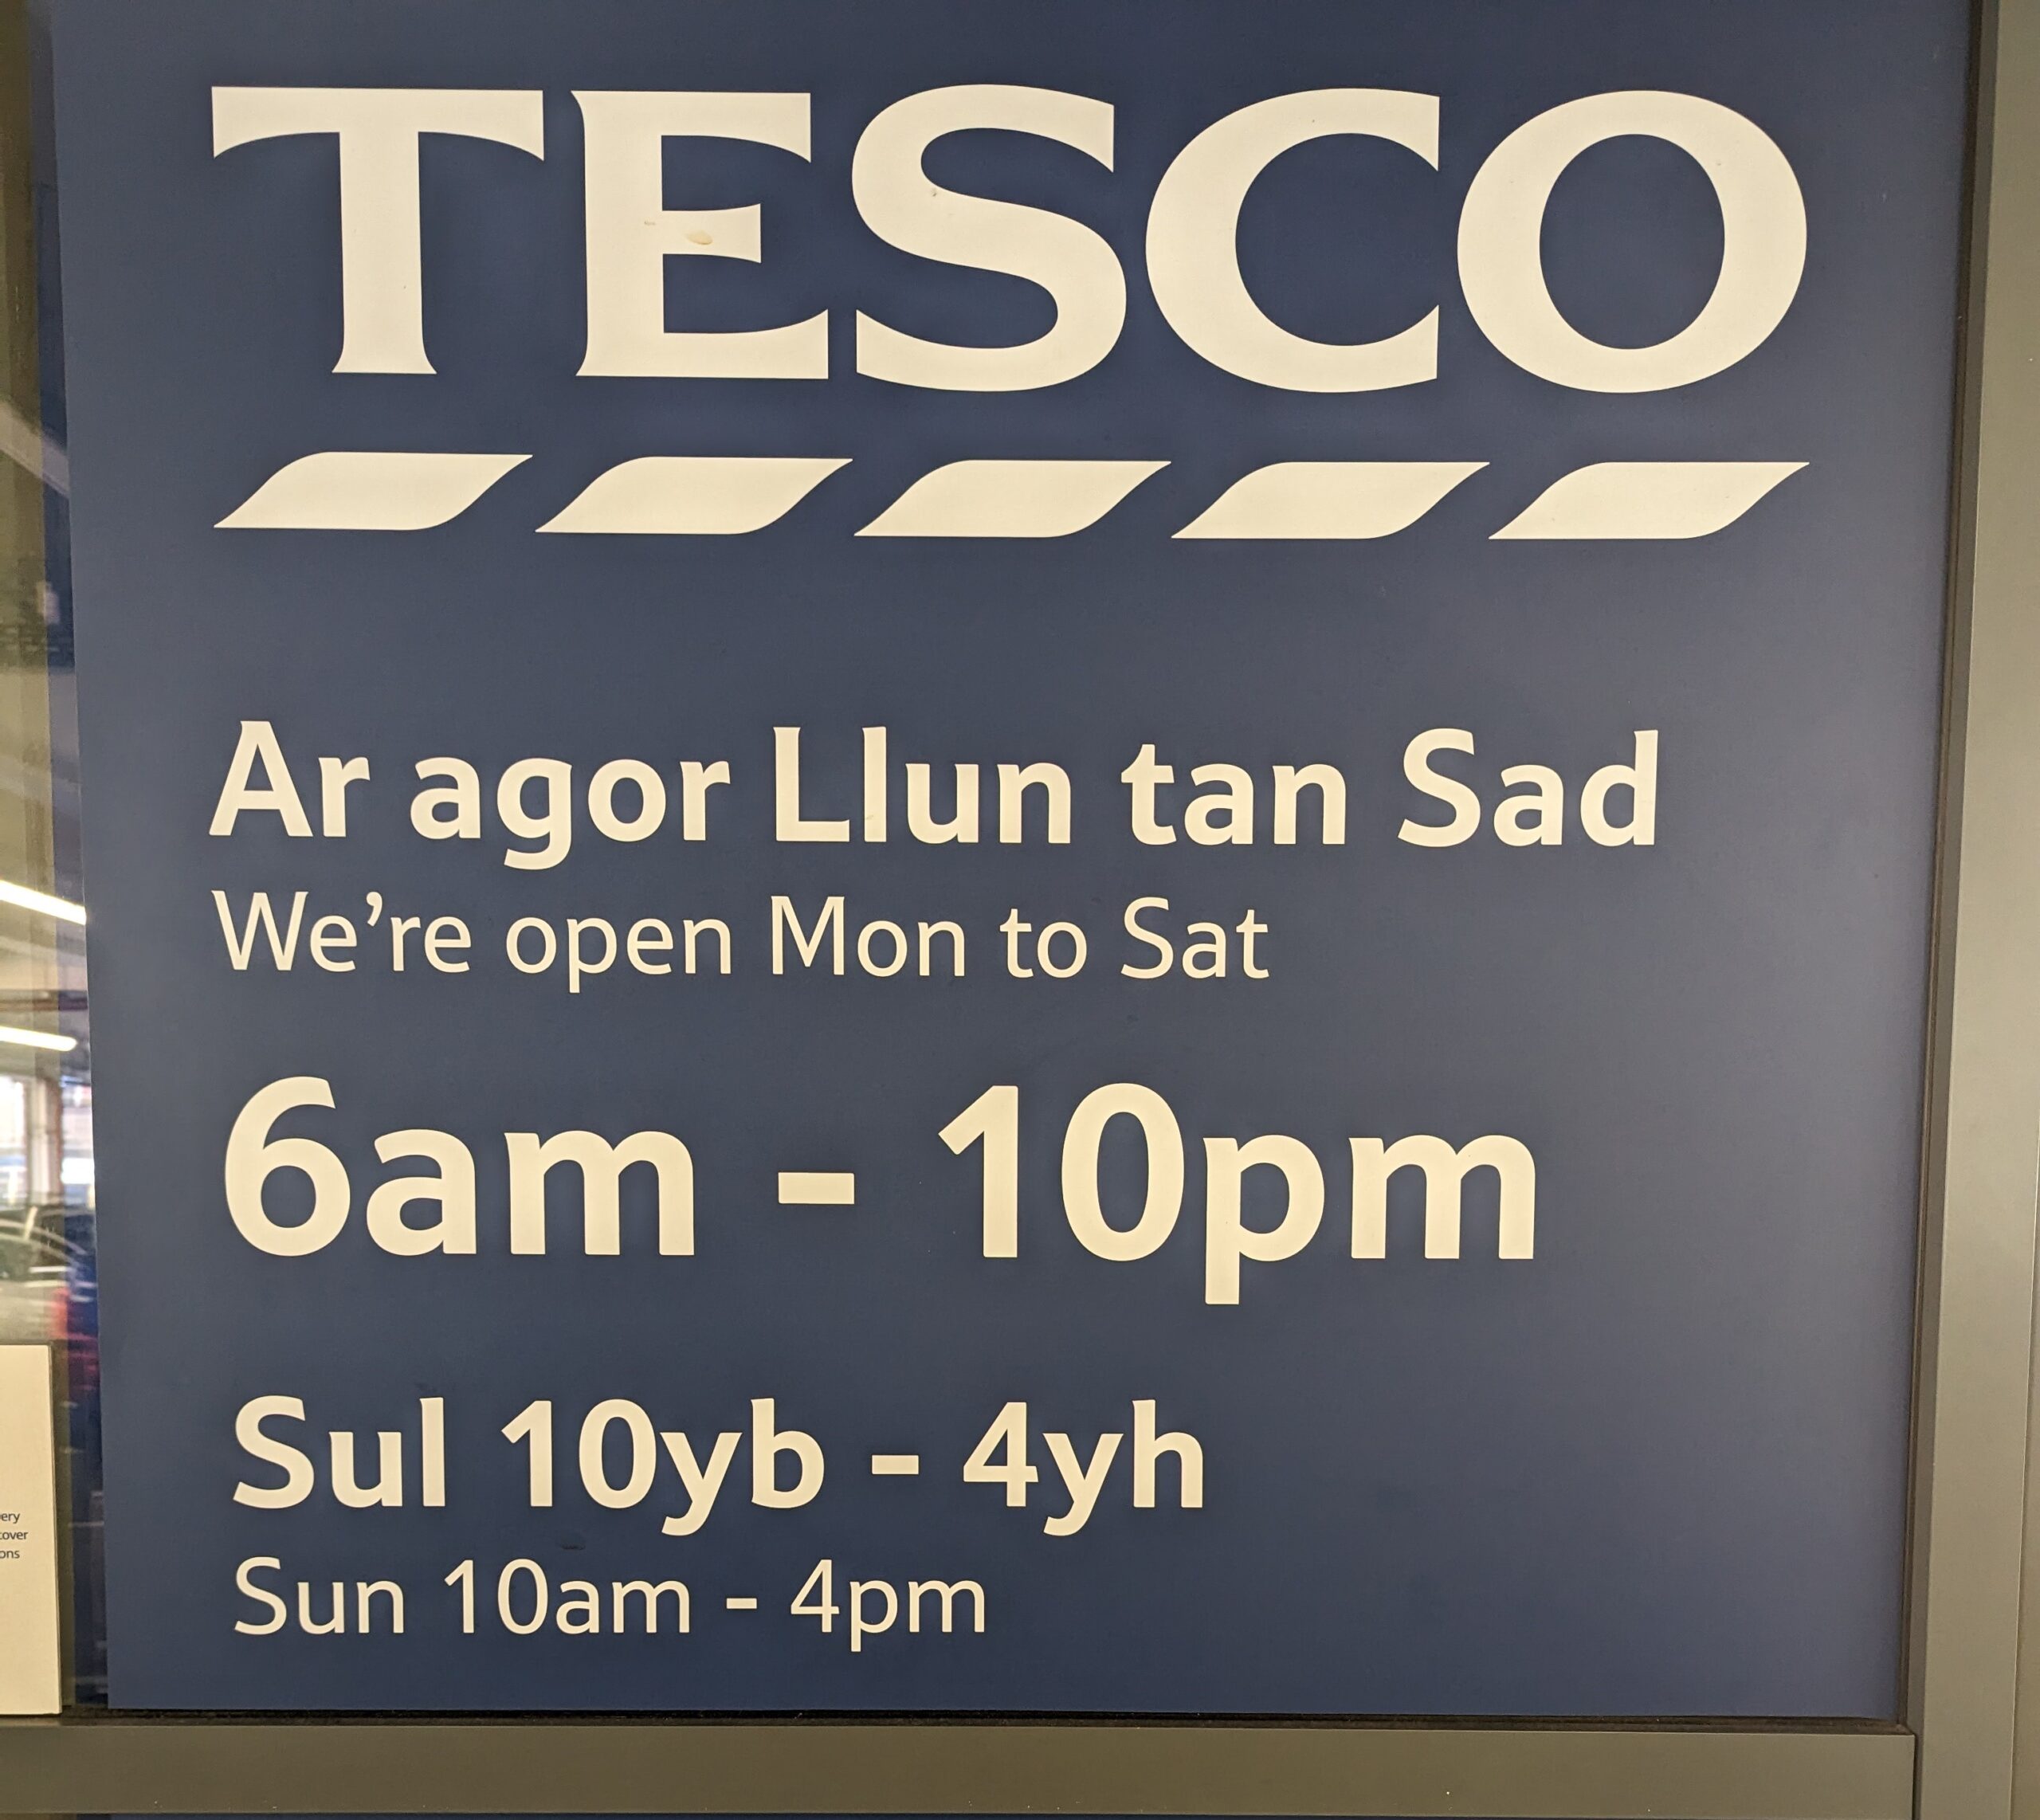 TESCO
Ar agor Llun tan Sad
We're open Mon to Sat
6am - 10pm
Sul 10yb - 4yh
Sun 10am - 4pm